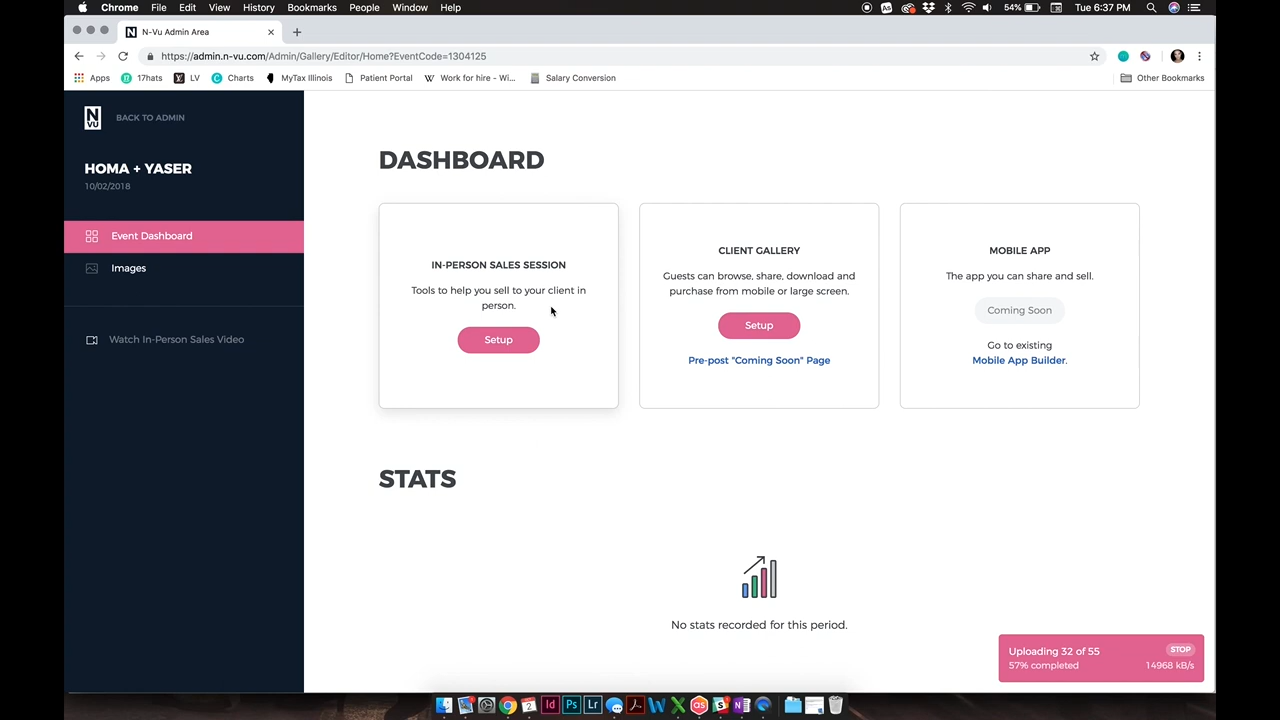 Chrome File Edit View History Bookmarks People Window Help 54% Tue 6:37 PM
N-Vu Admin Area
https://admin.n-vu.com/Admin/Gallery/Editor/Home?EventCode=1304125
Apps 17hats LV Charts MyTax Illinois Patient Portal Work for hire - Wi... Salary Conversion Other Bookmarks
N VU BACK TO ADMIN
HOMA + YASER
10/02/2018
Event Dashboard
Images
Watch In-Person Sales Video
DASHBOARD
IN-PERSON SALES SESSION
Tools to help you sell to your client in
person.
Setup
CLIENT GALLERY
Guests can browse, share, download and
purchase from mobile or large screen.
Setup
Pre-post "Coming Soon" Page
MOBILE APP
The app you can share and sell.
Coming Soon
Go to existing
Mobile App Builder.
STATS
No stats recorded for this period.
Uploading 32 of 55 STOP
57% completed 14968 kB/s
Id Ps Lr